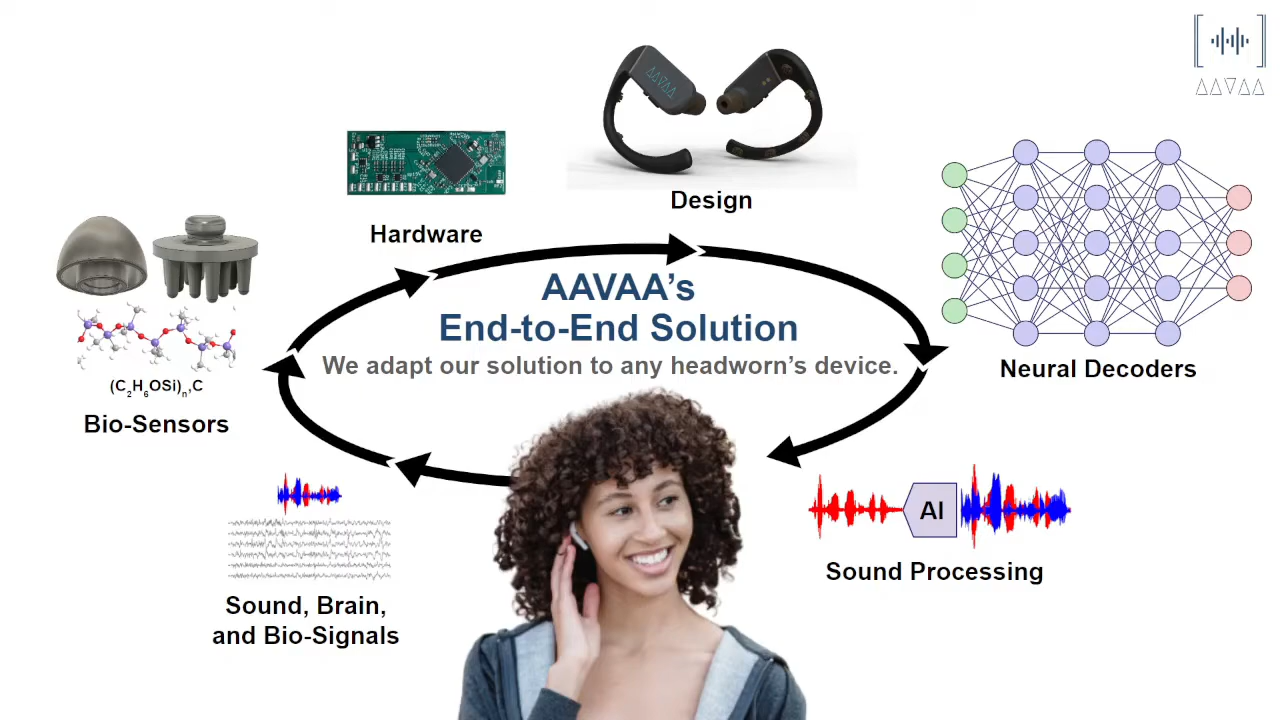 AAVAA
AAVAA
Hardware
Design
AAVAA's
End-to-End Solution
We adapt our solution to any headworn's device.
Neural Decoders
(C2H6OSi)n,C
Bio-Sensors
AI
Sound Processing
Sound, Brain,
and Bio-Signals